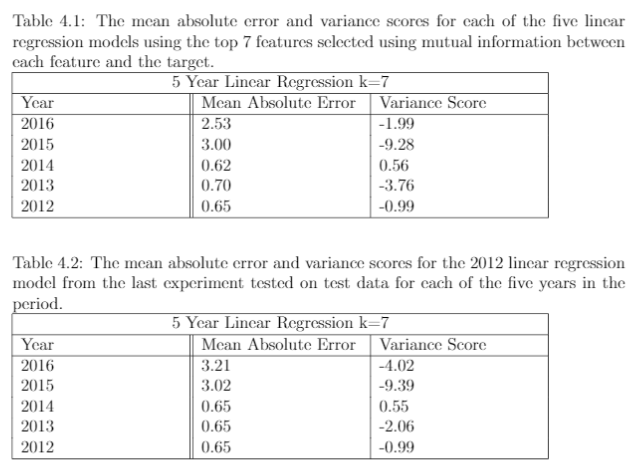 Table 4.1: The mean absolute error and variance scores for each of the five linear
regression models using the top 7 features selected using mutual information between
each feature and the target.
5 Year Linear Regression k=7
Year Mean Absolute Error Variance Score
2016 2.53 -1.99
2015 3.00 -9.28
2014 0.62 0.56
2013 0.70 -3.76
2012 0.65 -0.99
Table 4.2: The mean absolute error and variance scores for the 2012 linear regression
model from the last experiment tested on test data for each of the five years in the
period.
5 Year Linear Regression k=7
Year Mean Absolute Error Variance Score
2016 3.21 -4.02
2015 3.02 -9.39
2014 0.65 0.55
2013 0.65 -2.06
2012 0.65 -0.99